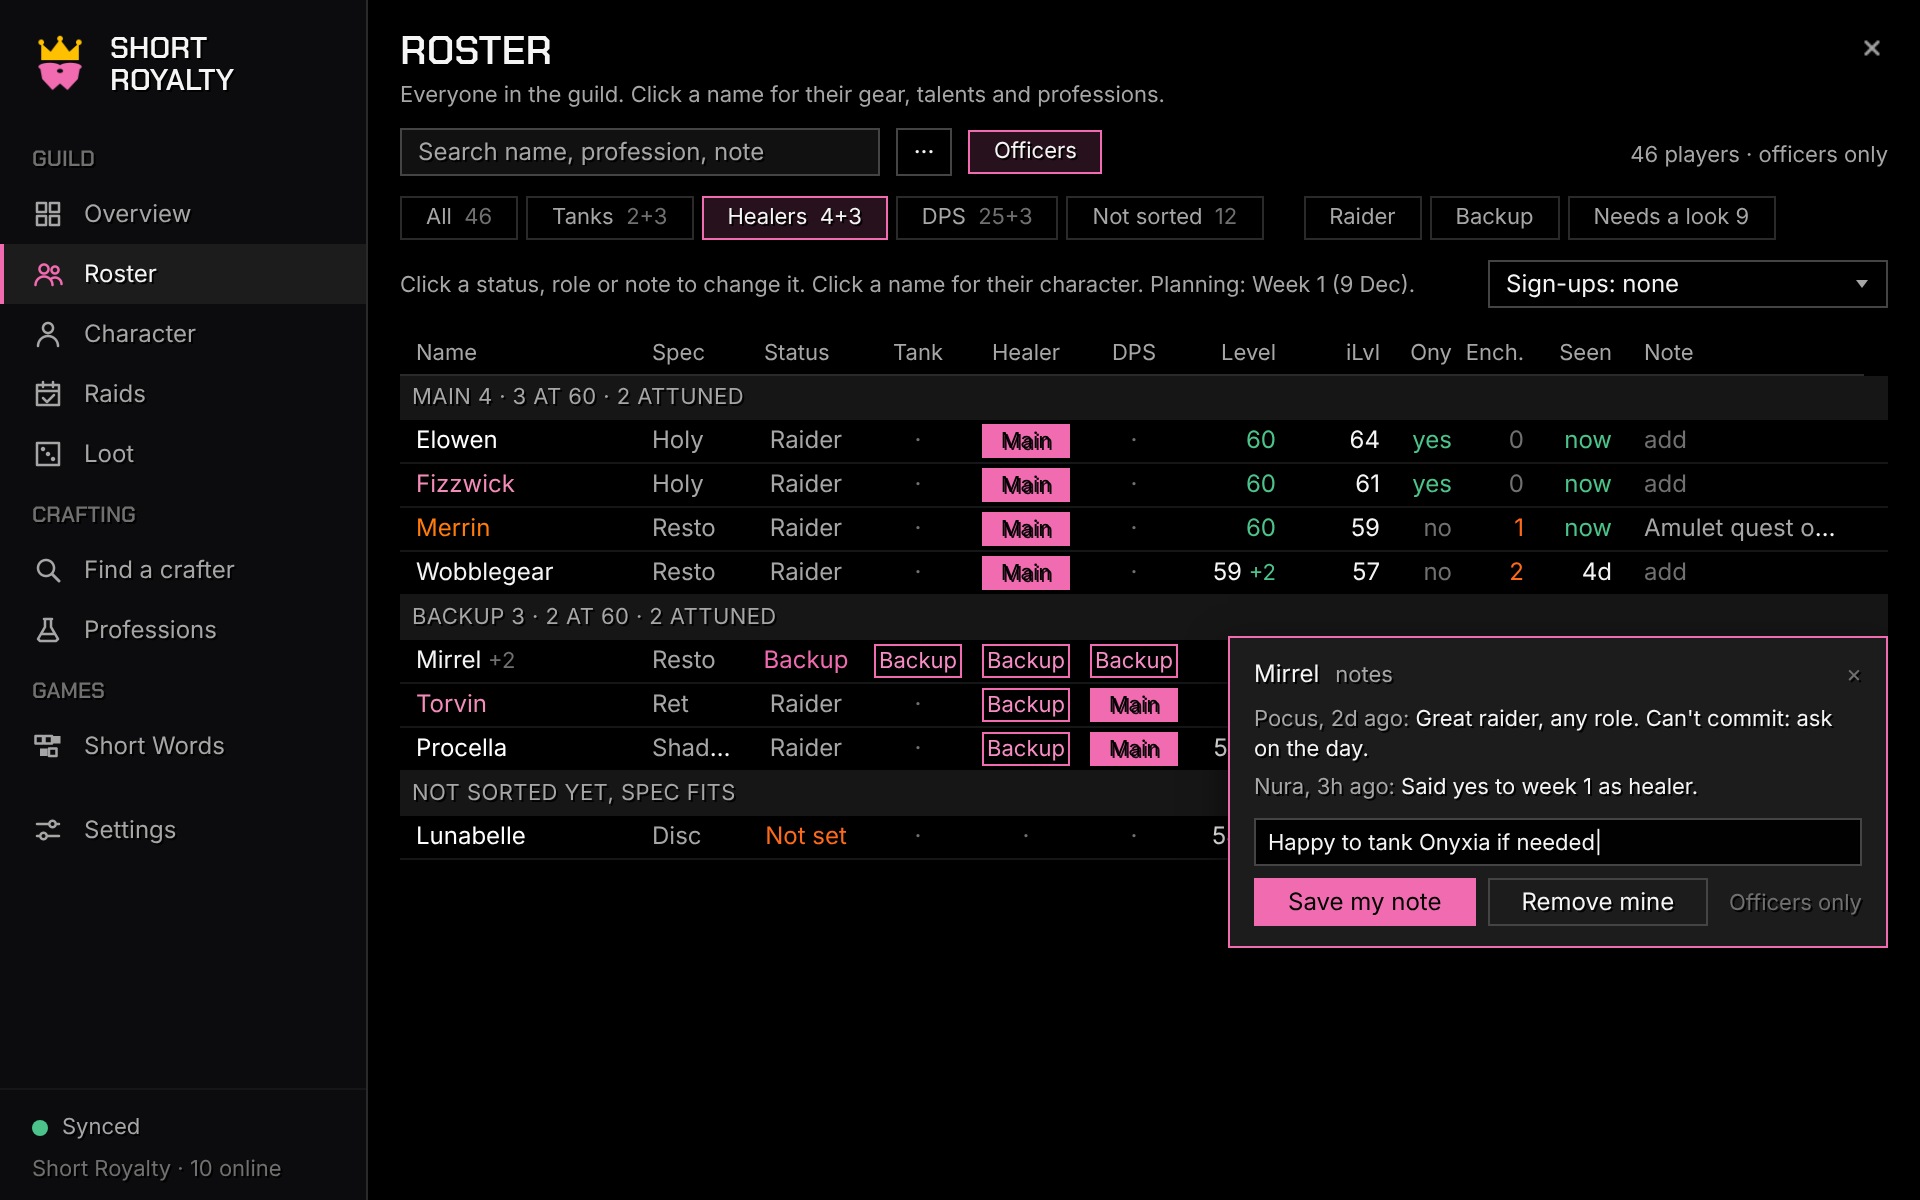 SHORT
ROYALTY
GUILD
Overview
Roster
Character
Raids
Loot
CRAFTING
Find a crafter
Professions
GAMES
Short Words
Settings
Synced
Short Royalty · 10 online
ROSTER
×
Everyone in the guild. Click a name for their gear, talents and professions.
Search name, profession, note ... Officers 46 players · officers only
All 46 Tanks 2+3 Healers 4+3 DPS 25+3 Not sorted 12 Raider Backup Needs a look 9
Click a status, role or note to change it. Click a name for their character. Planning: Week 1 (9 Dec). Sign-ups: none
Name Spec Status Tank Healer DPS Level iLvl Ony Ench. Seen Note
MAIN 4 · 3 AT 60 · 2 ATTUNED
Elowen Holy Raider · Main · 60 64 yes 0 now add
Fizzwick Holy Raider · Main · 60 61 yes 0 now add
Merrin Resto Raider · Main · 60 59 no 1 now Amulet quest o...
Wobblegear Resto Raider · Main · 59 +2 57 no 2 4d add
BACKUP 3 · 2 AT 60 · 2 ATTUNED
Mirrel +2 Resto Backup Backup Backup Backup
Torvin Ret Raider · Backup Main
Procella Shad... Raider · Backup Main 5
NOT SORTED YET, SPEC FITS
Lunabelle Disc Not set · · · 5
Mirrel notes ×
Pocus, 2d ago: Great raider, any role. Can't commit: ask
on the day.
Nura, 3h ago: Said yes to week 1 as healer.
Happy to tank Onyxia if needed
Save my note Remove mine Officers only